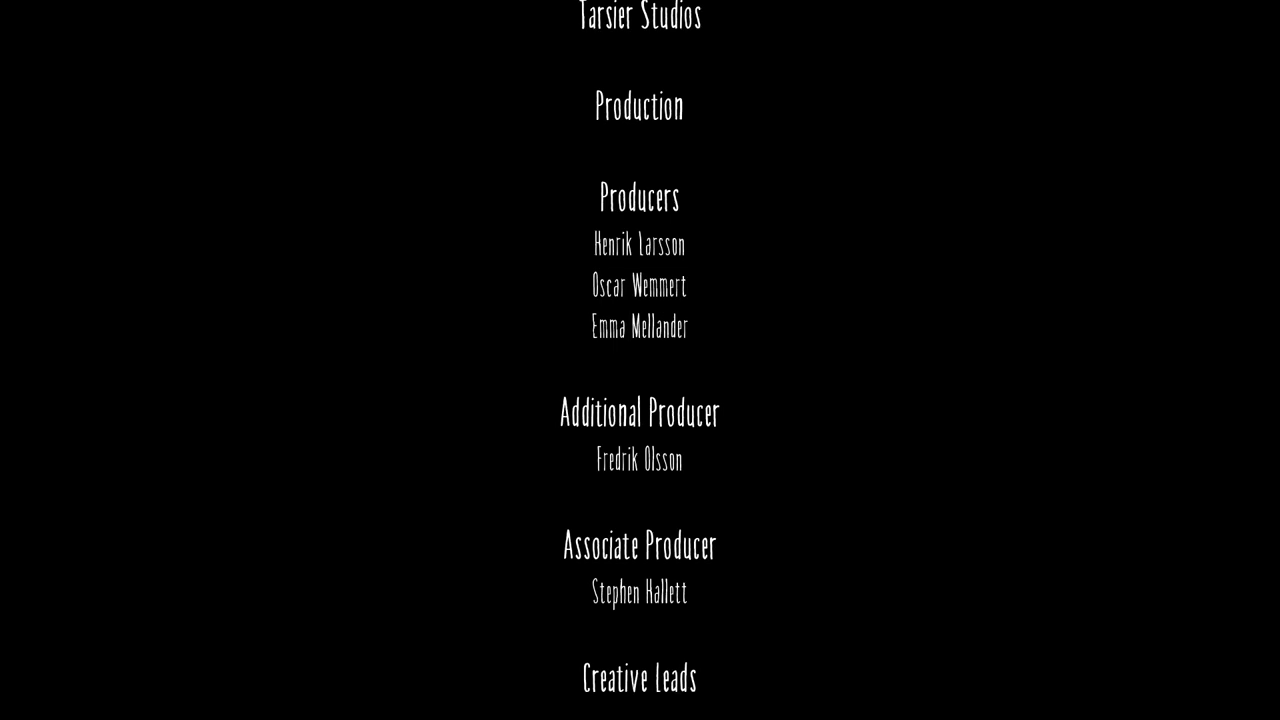 Tarsier Studios
Production
Producers
Henrik Larsson
Oscar Wemmert
Emma Mellander
Additional Producer
Fredrik Olsson
Associate Producer
Stephen Hallett
Creative Leads